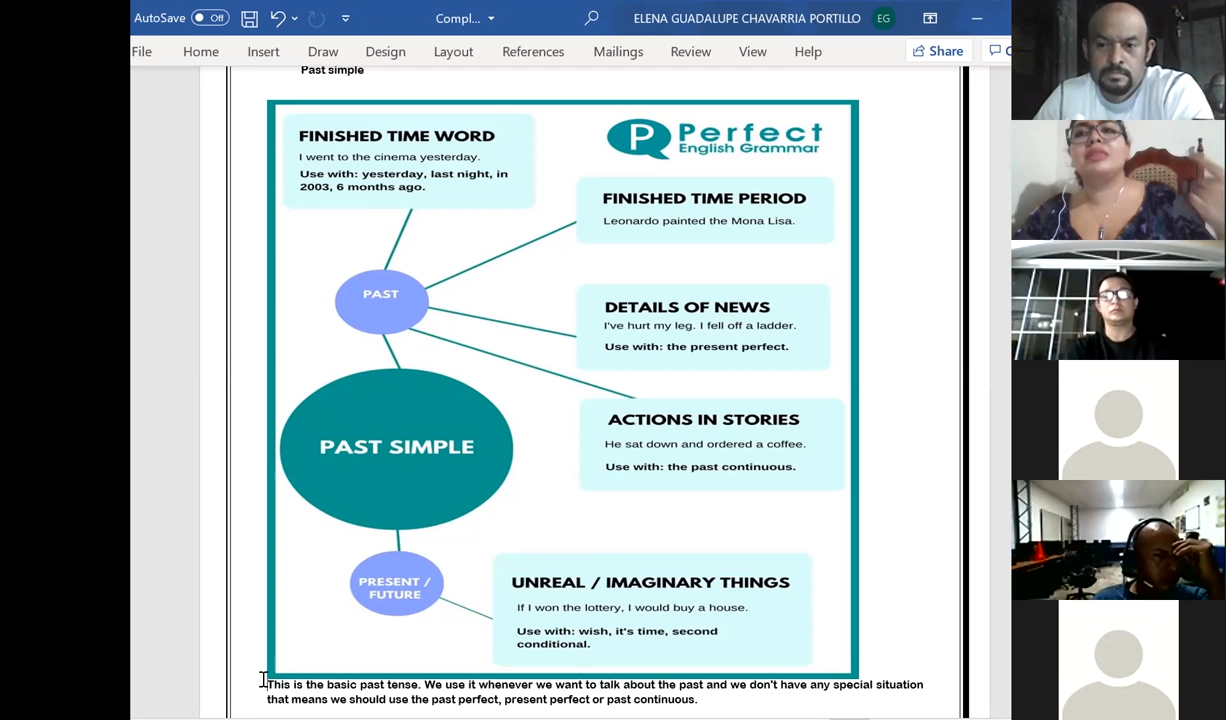 AutoSave Off Compl... ELENA GUADALUPE CHAVARRIA PORTILLO EG
File Home Insert Draw Design Layout References Mailings Review View Help Share
Past simple
FINISHED TIME WORD
I went to the cinema yesterday.
Use with: yesterday, last night, in
2003, 6 months ago.
P Perfect
English Grammar
FINISHED TIME PERIOD
Leonardo painted the Mona Lisa.
PAST
DETAILS OF NEWS
I've hurt my leg. I fell off a ladder.
Use with: the present perfect.
ACTIONS IN STORIES
He sat down and ordered a coffee.
Use with: the past continuous.
PAST SIMPLE
PRESENT /
FUTURE
UNREAL / IMAGINARY THINGS
If I won the lottery, I would buy a house.
Use with: wish, it's time, second
conditional.
This is the basic past tense. We use it whenever we want to talk about the past and we don't have any special situation
that means we should use the past perfect, present perfect or past continuous.